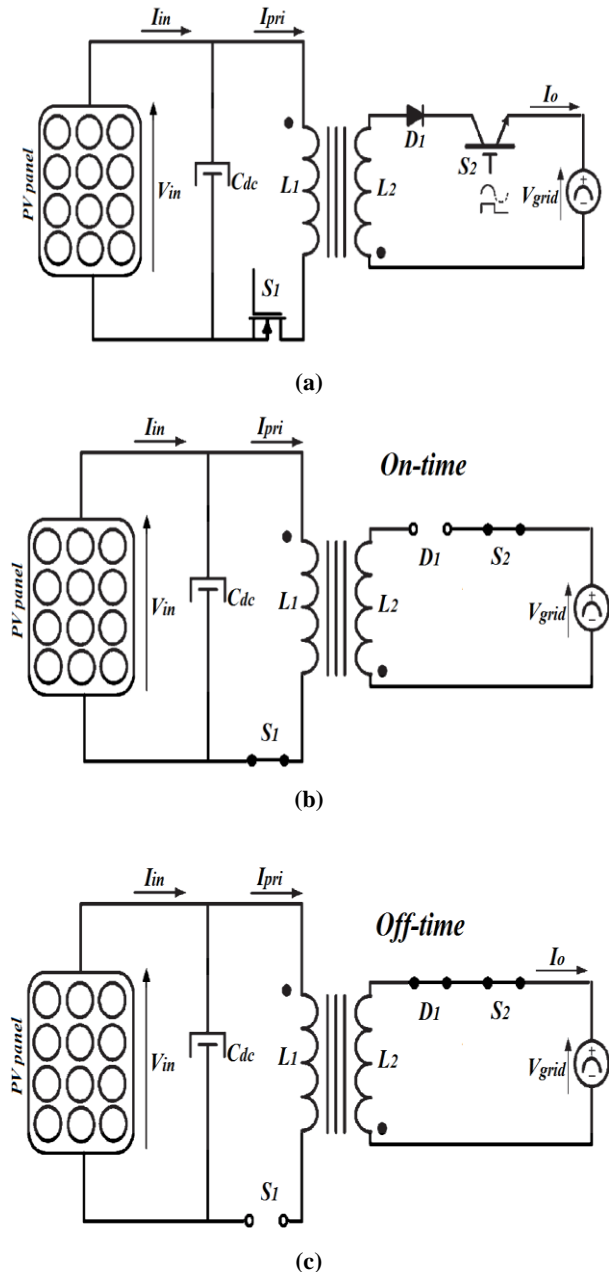 Iin Ipri
PV panel Vin Cdc L1 L2 D1 S2 Io Vgrid
S1
(a)
Iin Ipri On-time
PV panel Vin Cdc L1 L2 D1 S2 Vgrid
S1
(b)
Iin Ipri Off-time
PV panel Vin Cdc L1 L2 D1 S2 Io Vgrid
S1
(c)